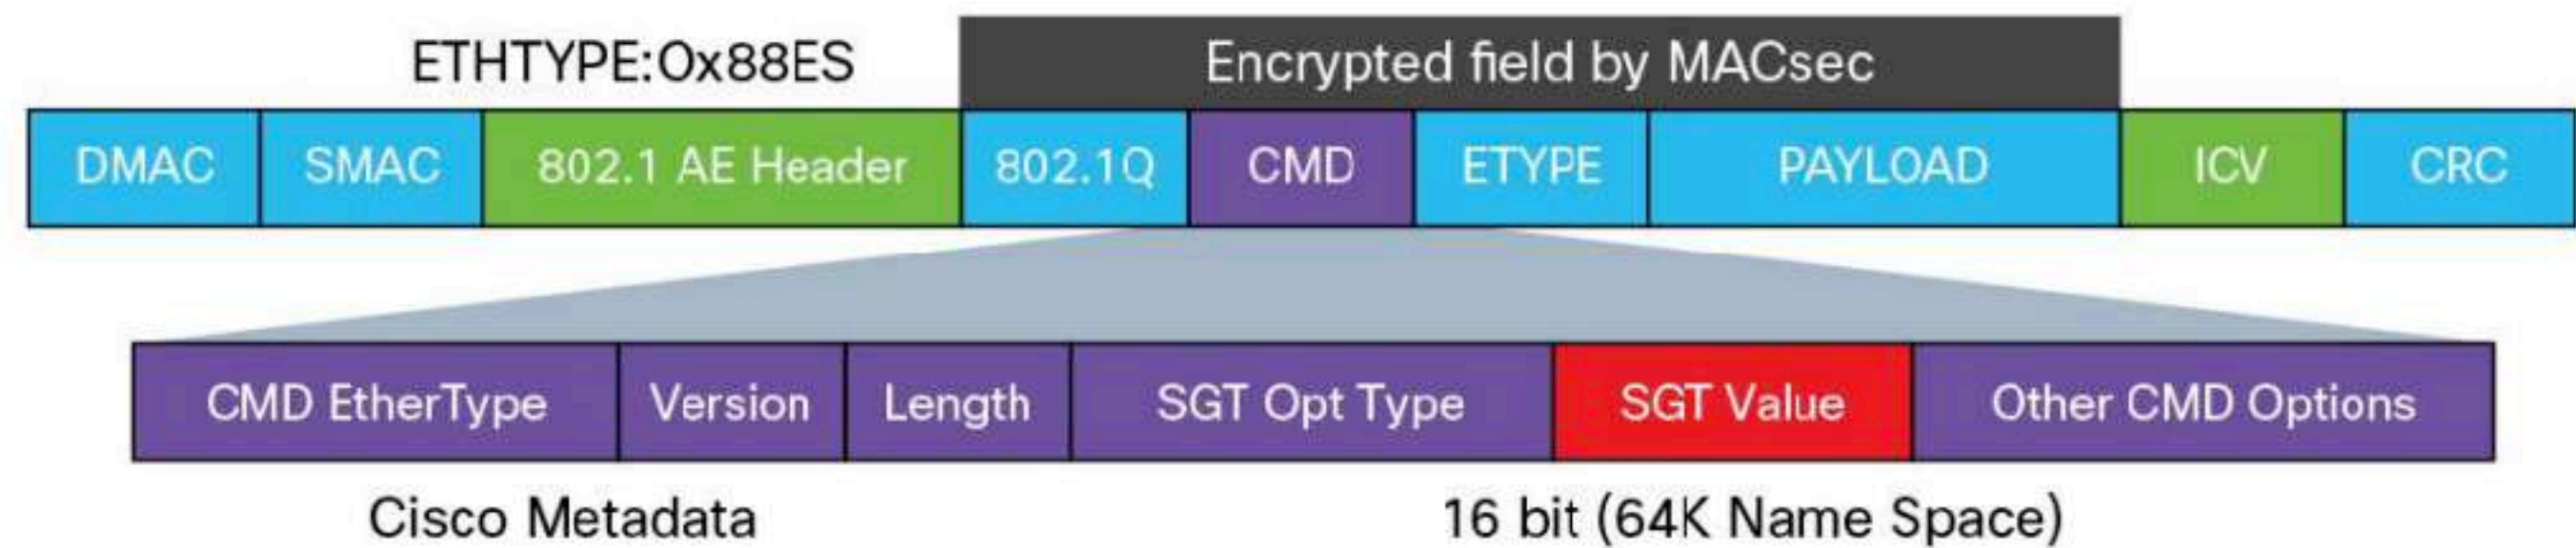 ETHTYPE:Ox88ES
Encrypted field by MACsec
DMAC SMAC 802.1 AE Header 802.1Q CMD ETYPE PAYLOAD ICV CRC
CMD EtherType Version Length SGT Opt Type SGT Value Other CMD Options
Cisco Metadata
16 bit (64K Name Space)